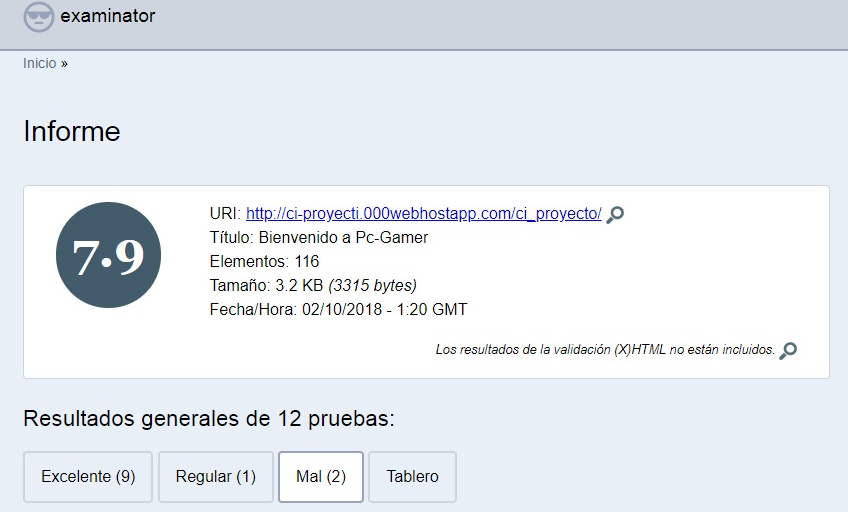 examinator
Inicio »
Informe
7.9
URI: http://ci-proyecti.000webhostapp.com/ci_proyecto/
Título: Bienvenido a Pc-Gamer
Elementos: 116
Tamaño: 3.2 KB (3315 bytes)
Fecha/Hora: 02/10/2018 - 1:20 GMT
Los resultados de la validación (X)HTML no están incluidos.
Resultados generales de 12 pruebas:
Excelente (9) Regular (1) Mal (2) Tablero